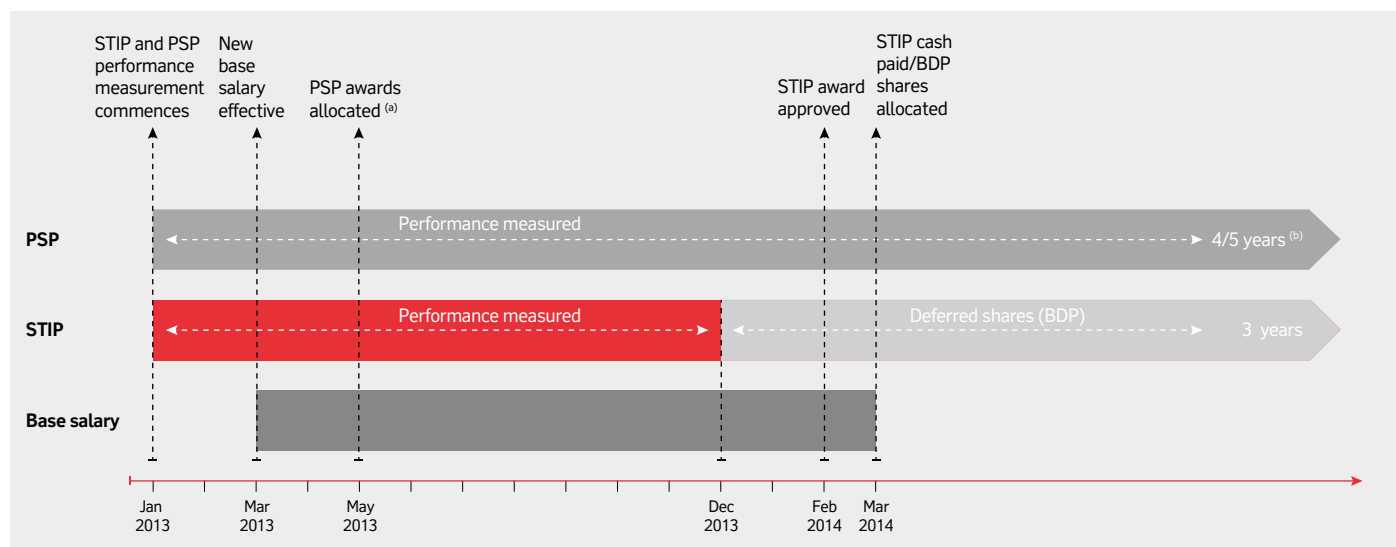 STIP and PSP
performance
measurement
commences
New
base
salary
effective
PSP awards
allocated (a)
STIP award
approved
STIP cash
paid/BDP
shares
allocated
PSP
Performance measured
4/5 years (b)
STIP
Performance measured
Deferred shares (BDP)
3 years
Base salary
Jan
2013
Mar
2013
May
2013
Dec
2013
Feb
2014
Mar
2014